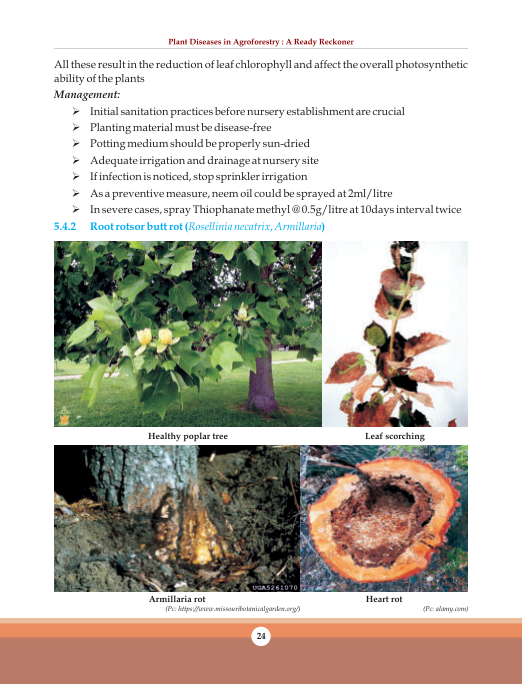 Plant Diseases in Agroforestry : A Ready Reckoner
All these result in the reduction of leaf chlorophyll and affect the overall photosynthetic
ability of the plants
Management:
➢ Initial sanitation practices before nursery establishment are crucial
➢ Planting material must be disease-free
➢ Potting medium should be properly sun-dried
➢ Adequate irrigation and drainage at nursery site
➢ If infection is noticed, stop sprinkler irrigation
➢ As a preventive measure, neem oil could be sprayed at 2ml/litre
➢ In severe cases, spray Thiophanate methyl @ 0.5g/litre at 10days interval twice
5.4.2 Root rotsor butt rot (Rosellinia necatrix, Armillaria)
Healthy poplar tree
Leaf scorching
UGA5261070
Armillaria rot
Heart rot
(Pc: https://www.missouribotanicalgarden.org/)
(Pc: alamy.com)
24